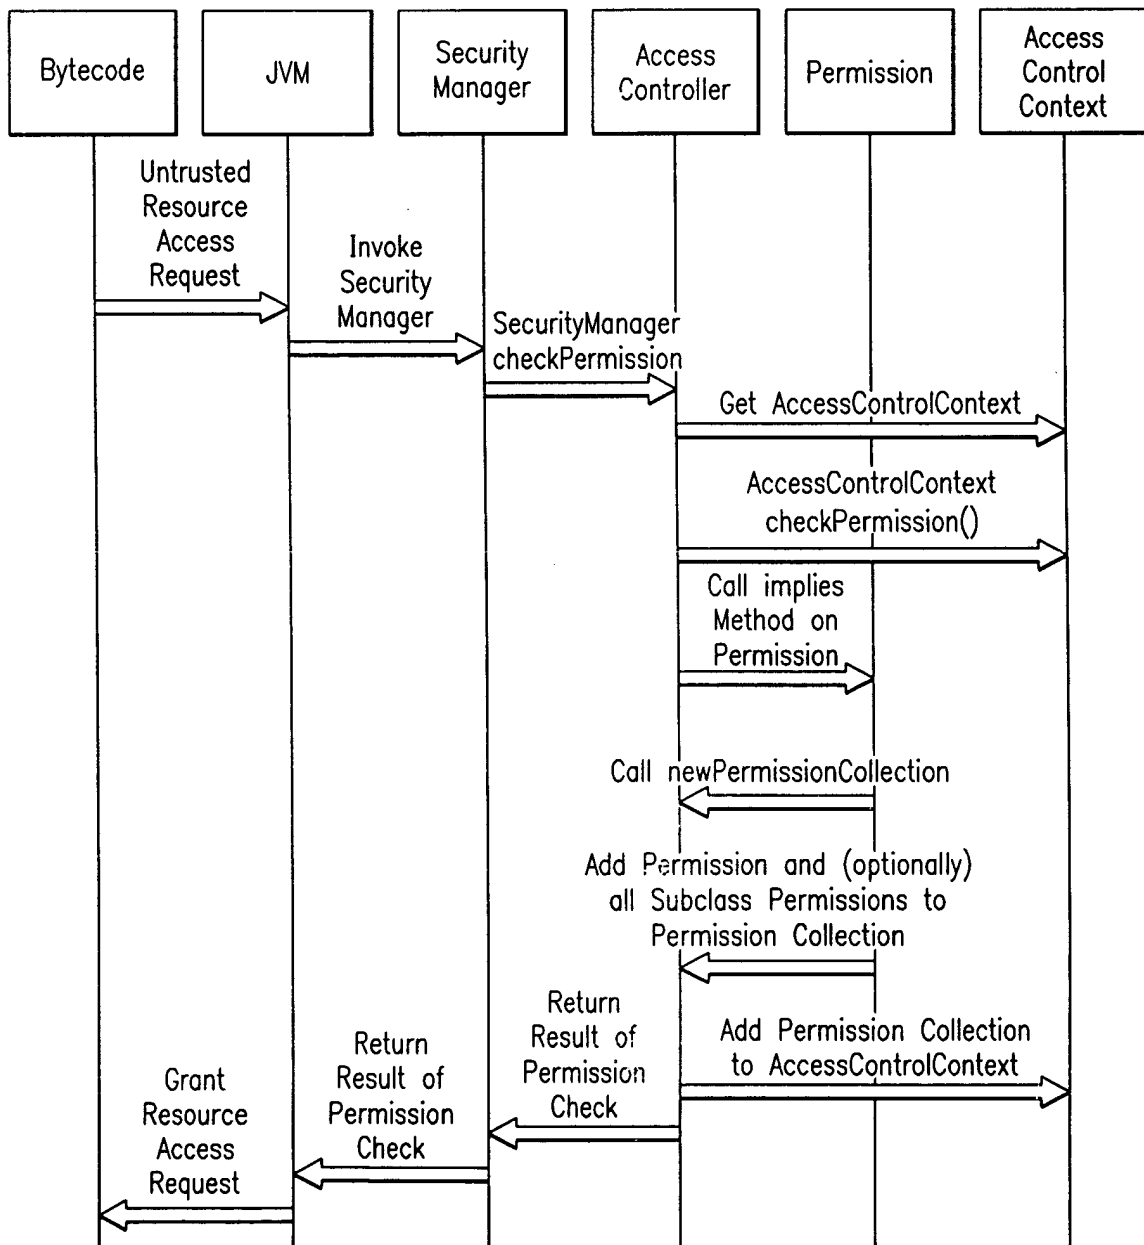 Bytecode
JVM
Security
Manager
Access
Controller
Permission
Access
Control
Context
Untrusted
Resource
Access
Request
Invoke
Security
Manager
SecurityManager
checkPermission
Get AccessControlContext
AccessControlContext
checkPermission()
Call implies
Method on
Permission
Call newPermissionCollection
Add Permission and (optionally)
all Subclass Permissions to
Permission Collection
Add Permission Collection
to AccessControlContext
Return
Result of
Permission
Check
Return
Result of
Permission
Check
Grant
Resource
Access
Request